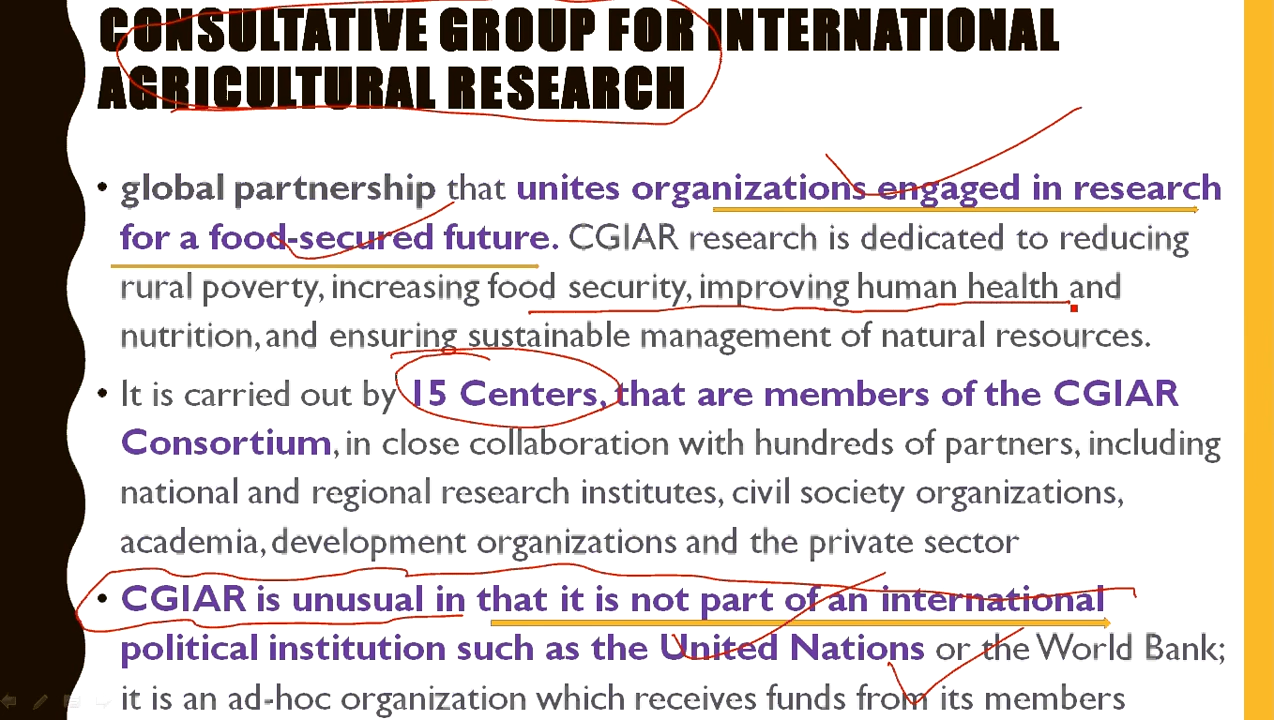 CONSULTATIVE GROUP FOR INTERNATIONAL
AGRICULTURAL RESEARCH
• global partnership that unites organizations engaged in research
for a food-secured future. CGIAR research is dedicated to reducing
rural poverty, increasing food security, improving human health and
nutrition, and ensuring sustainable management of natural resources.
• It is carried out by 15 Centers, that are members of the CGIAR
Consortium, in close collaboration with hundreds of partners, including
national and regional research institutes, civil society organizations,
academia, development organizations and the private sector
• CGIAR is unusual in that it is not part of an international
political institution such as the United Nations or the World Bank;
it is an ad-hoc organization which receives funds from its members